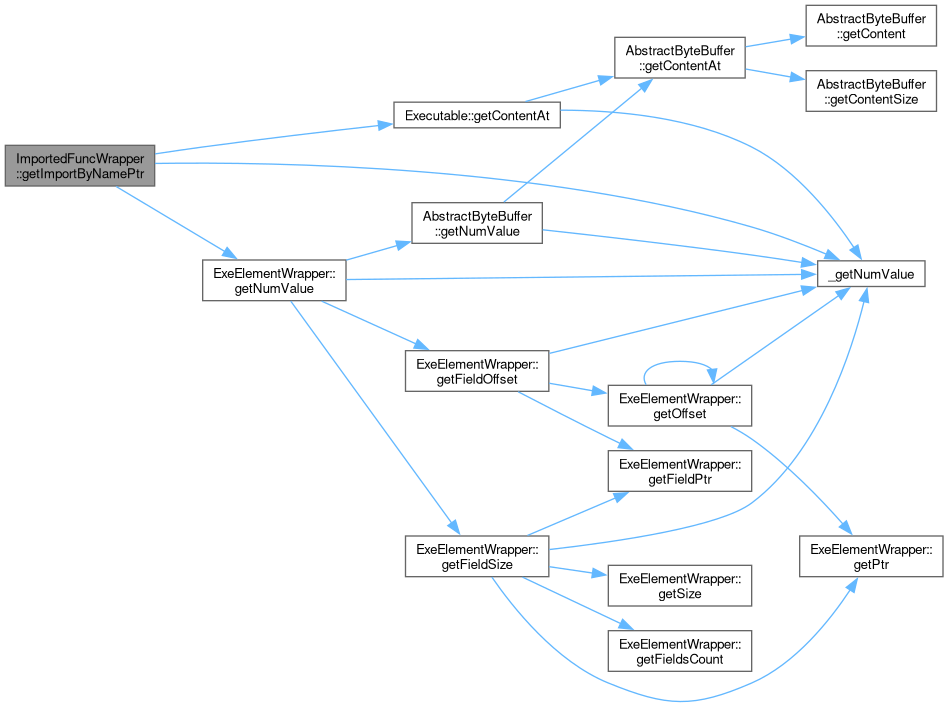 AbstractByteBuffer
::getContent
AbstractByteBuffer
::getContentAt
AbstractByteBuffer
::getContentSize
Executable::getContentAt
ImportedFuncWrapper
::getImportByNamePtr
AbstractByteBuffer
::getNumValue
ExeElementWrapper::
getNumValue
_getNumValue
ExeElementWrapper::
getFieldOffset
ExeElementWrapper::
getOffset
ExeElementWrapper::
getFieldPtr
ExeElementWrapper::
getFieldSize
ExeElementWrapper::
getPtr
ExeElementWrapper::
getSize
ExeElementWrapper::
getFieldsCount